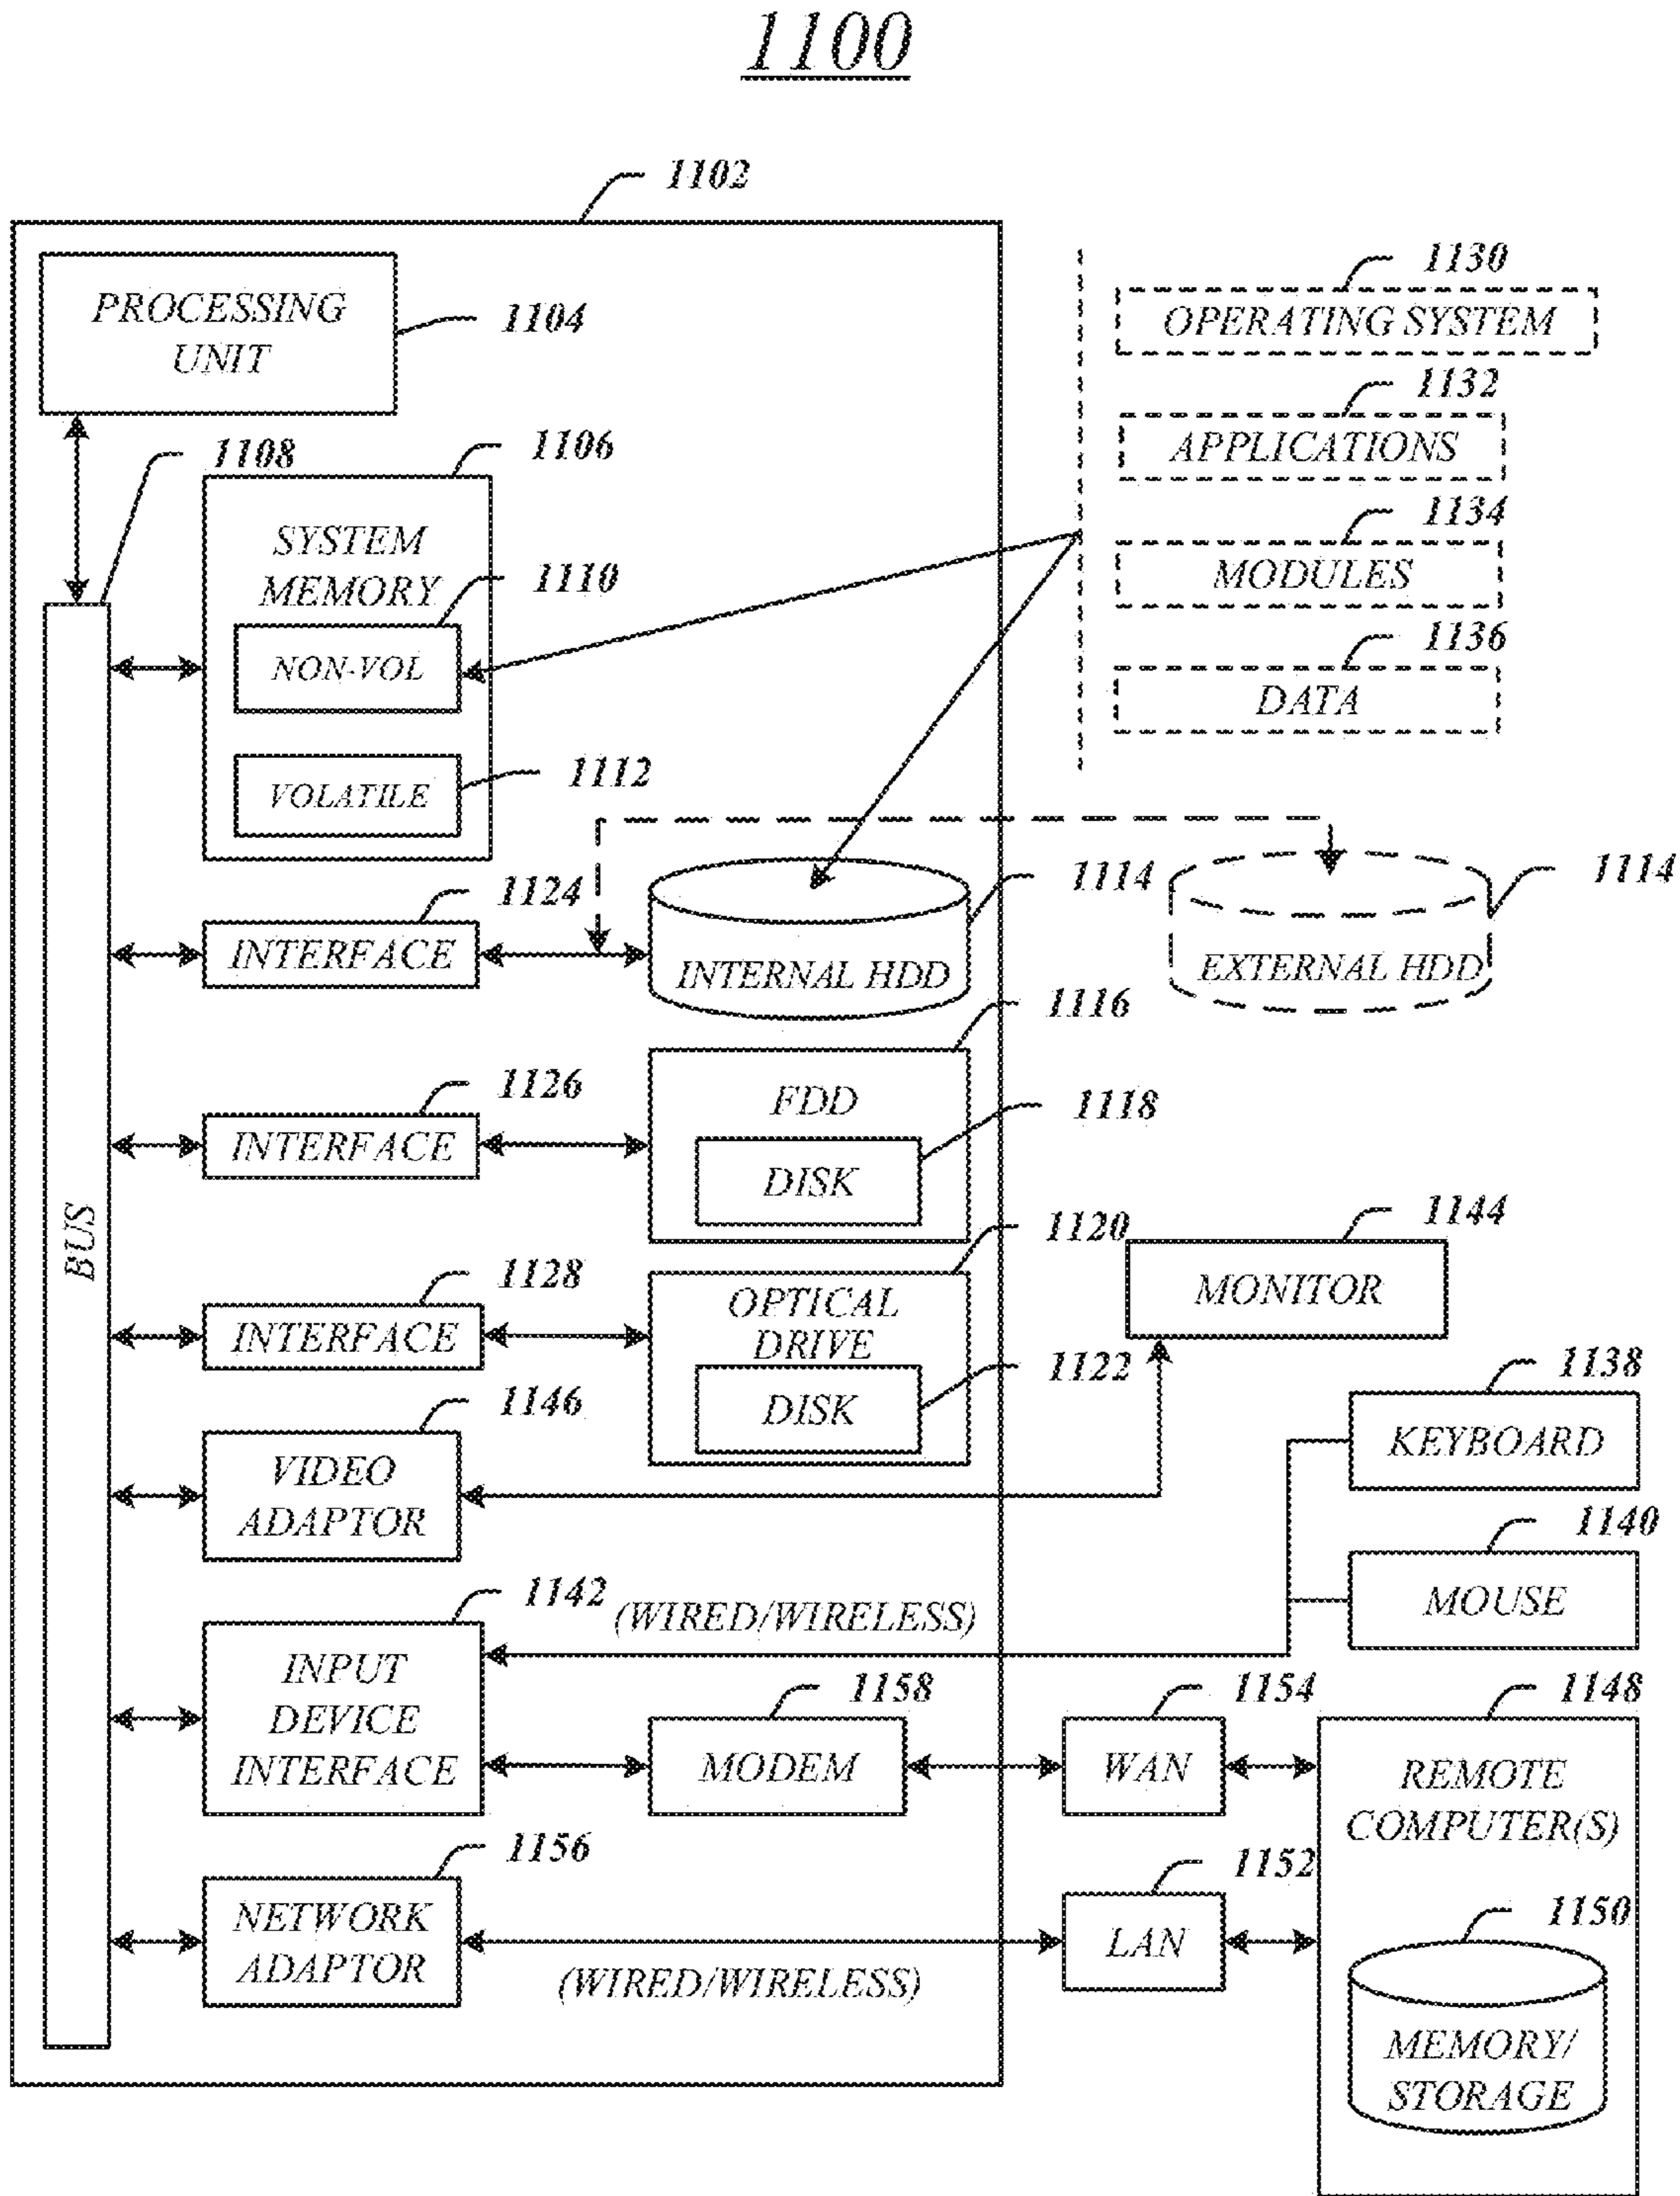 1100
1102
PROCESSING
UNIT
1104
1130
OPERATING SYSTEM
1132
APPLICATIONS
1134
MODULES
1136
DATA
1108
1106
SYSTEM
MEMORY
1110
NON-VOL
1112
VOLATILE
1124
INTERFACE
1114
INTERNAL HDD
1114
EXTERNAL HDD
1116
FDD
1126
INTERFACE
1118
DISK
BUS
1120
OPTICAL
DRIVE
1128
INTERFACE
1122
DISK
1144
MONITOR
1146
VIDEO
ADAPTOR
1138
KEYBOARD
1140
MOUSE
1142
(WIRED/WIRELESS)
INPUT
DEVICE
INTERFACE
1158
MODEM
1154
WAN
1148
REMOTE
COMPUTER(S)
1156
NETWORK
ADAPTOR
(WIRED/WIRELESS)
1152
LAN
1150
MEMORY/
STORAGE